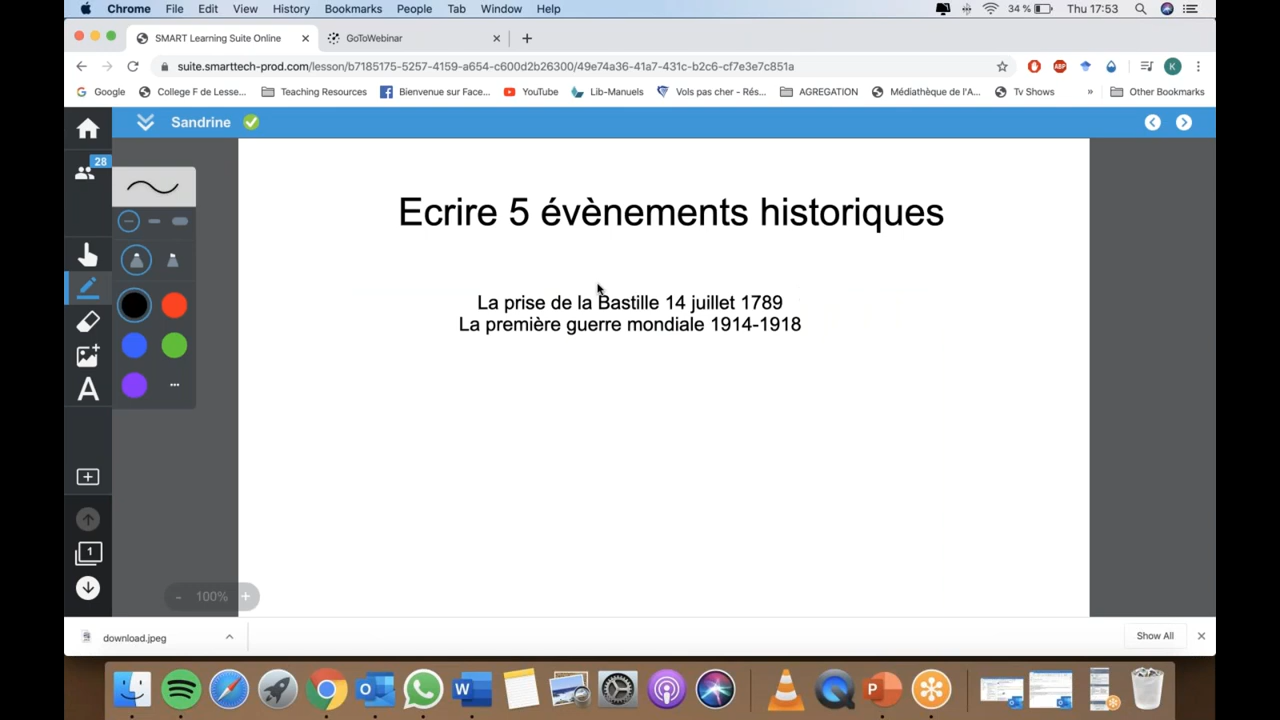 Chrome File Edit View History Bookmarks People Tab Window Help 34 % Thu 17:53
SMART Learning Suite Online GoToWebinar
suite.smarttech-prod.com/lesson/b7185175-5257-4159-a654-c600d2b26300/49e74a36-41a7-431c-b2c6-cf7e3e7c851a
ABP K
Google College F de Lesse... Teaching Resources Bienvenue sur Face... YouTube Lib-Manuels Vols pas cher - Rés... AGREGATION Médiathèque de l'A... Tv Shows » Other Bookmarks
Sandrine
28
Ecrire 5 évènements historiques
La prise de la Bastille 14 juillet 1789
La première guerre mondiale 1914-1918
A
1
- 100% +
download.jpeg Show All